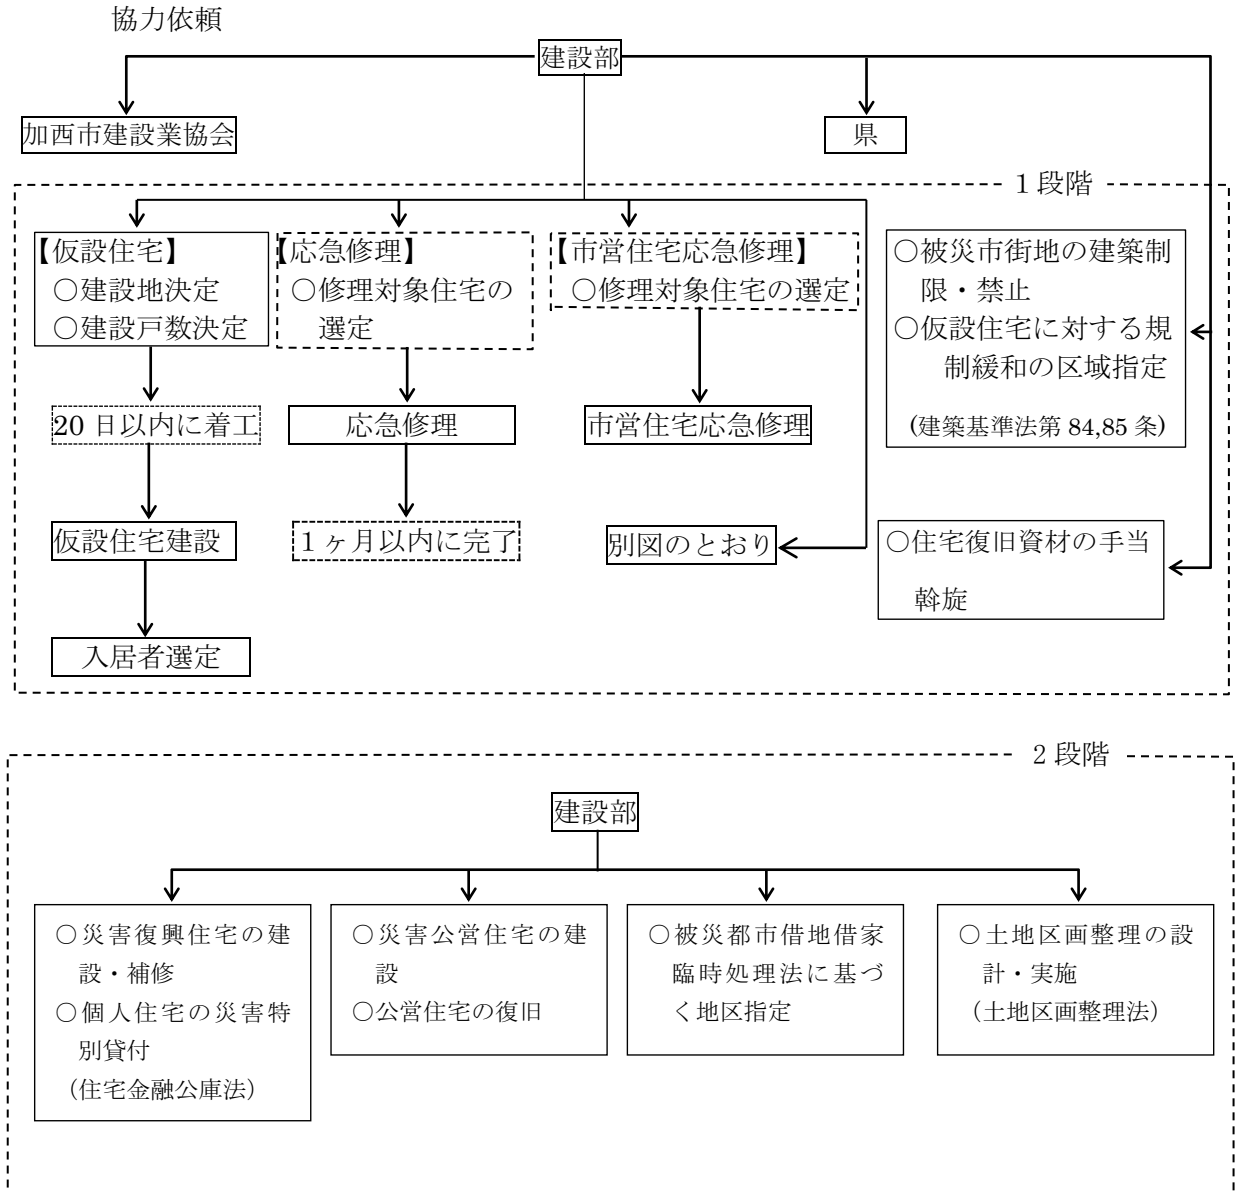 協力依頼
建設部
加西市建設業協会
県
1段階
【仮設住宅】
○建設地決定
○建設戸数決定
20日以内に着工
仮設住宅建設
入居者選定
【応急修理】
○修理対象住宅の
選定
応急修理
1ヶ月以内に完了
【市営住宅応急修理】
○修理対象住宅の選定
市営住宅応急修理
別図のとおり
○被災市街地の建築制
限・禁止
○仮設住宅に対する規
制緩和の区域指定
(建築基準法第84,85条)
○住宅復旧資材の手当
斡旋
2段階
建設部
○災害復興住宅の建
設・補修
○個人住宅の災害特
別貸付
（住宅金融公庫法）
○災害公営住宅の建
設
○公営住宅の復旧
○被災都市借地借家
臨時処理法に基づ
く地区指定
○土地区画整理の設
計・実施
（土地区画整理法）